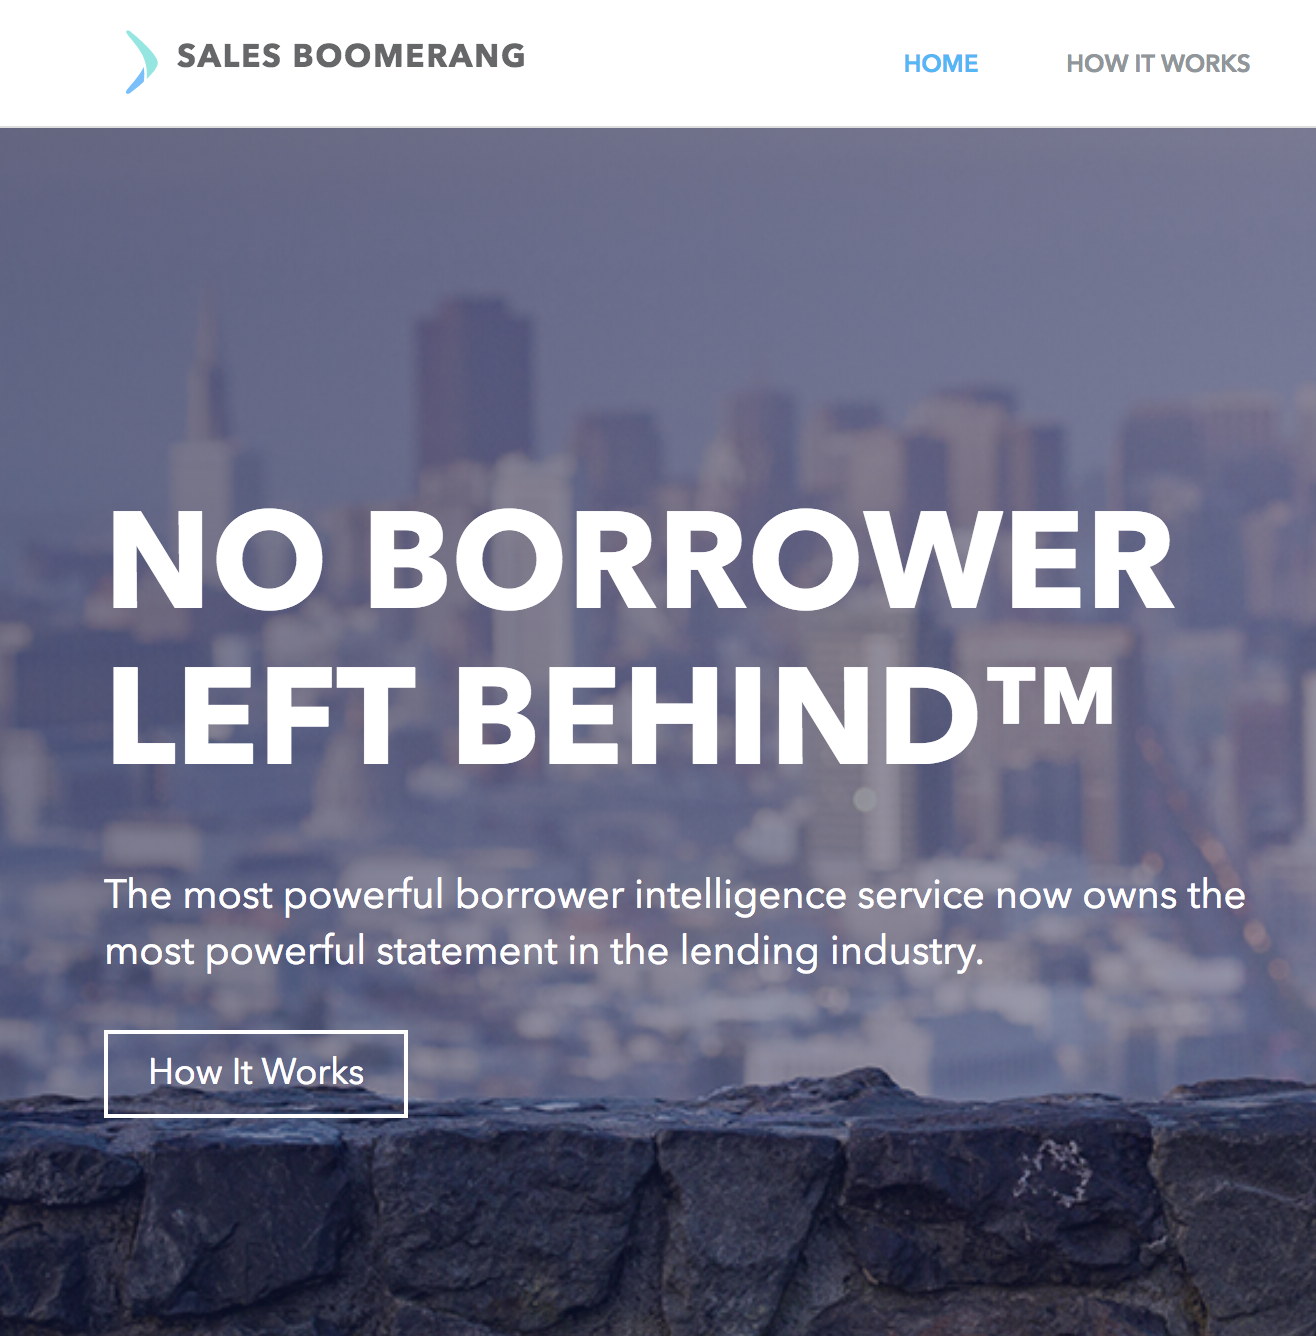 SALES BOOMERANG
HOME
HOW IT WORKS
NO BORROWER
LEFT BEHIND™
The most powerful borrower intelligence service now owns the
most powerful statement in the lending industry.
How It Works